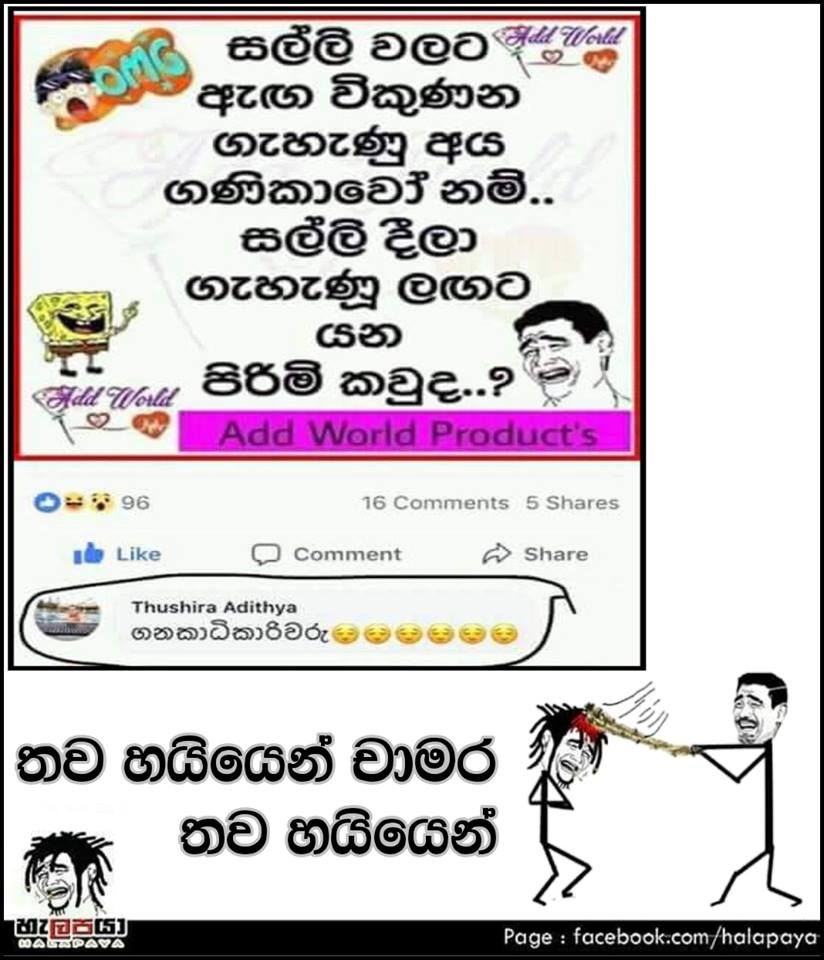 OMG
Add World
සල්ලි වලට
ඇඟ විකුණන
ගැහැණු අය
ගණිකාවෝ නම්..
සල්ලි දීලා
ගැහැණූ ලඟට
යන
පිරිමි කවුද..?
Add World
Add World Product's
96
16 Comments 5 Shares
Like Comment Share
Thushira Adithya
ගනකාධිකාරිවරු😌😌😌😌😌😌
තව හයියෙන් චාමර
තව හයියෙන්
හැලපයා
HALAPAYA
Page : facebook.com/halapaya